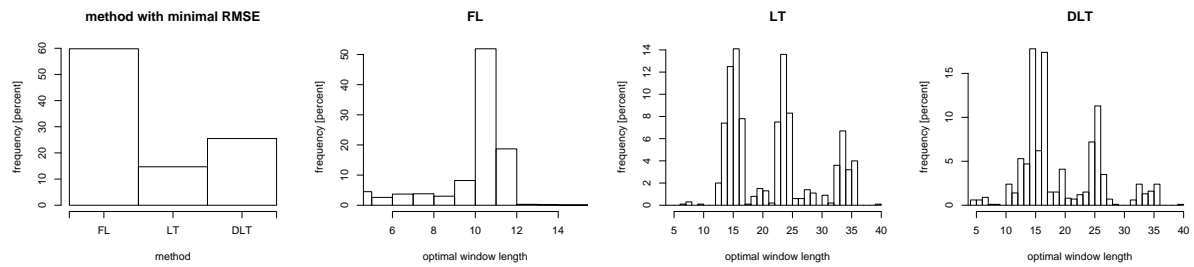 method with minimal RMSE
frequency [percent]
0 10 20 30 40 50 60
FL LT DLT
method
FL
frequency [percent]
0 10 20 30 40 50
6 8 10 12 14
optimal window length
LT
frequency [percent]
0 2 4 6 8 10 12 14
5 10 15 20 25 30 35 40
optimal window length
DLT
frequency [percent]
0 5 10 15
5 10 15 20 25 30 35 40
optimal window length